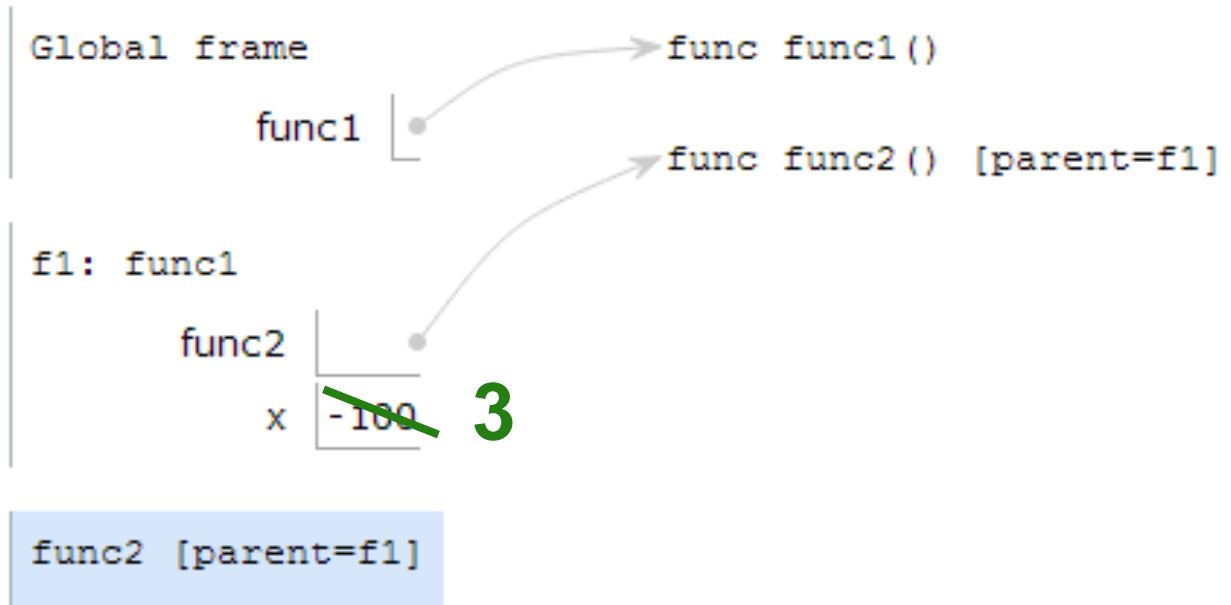 Global frame
func1
func func1()
func func2() [parent=f1]
f1: func1
func2
x -100 3
func2 [parent=f1]